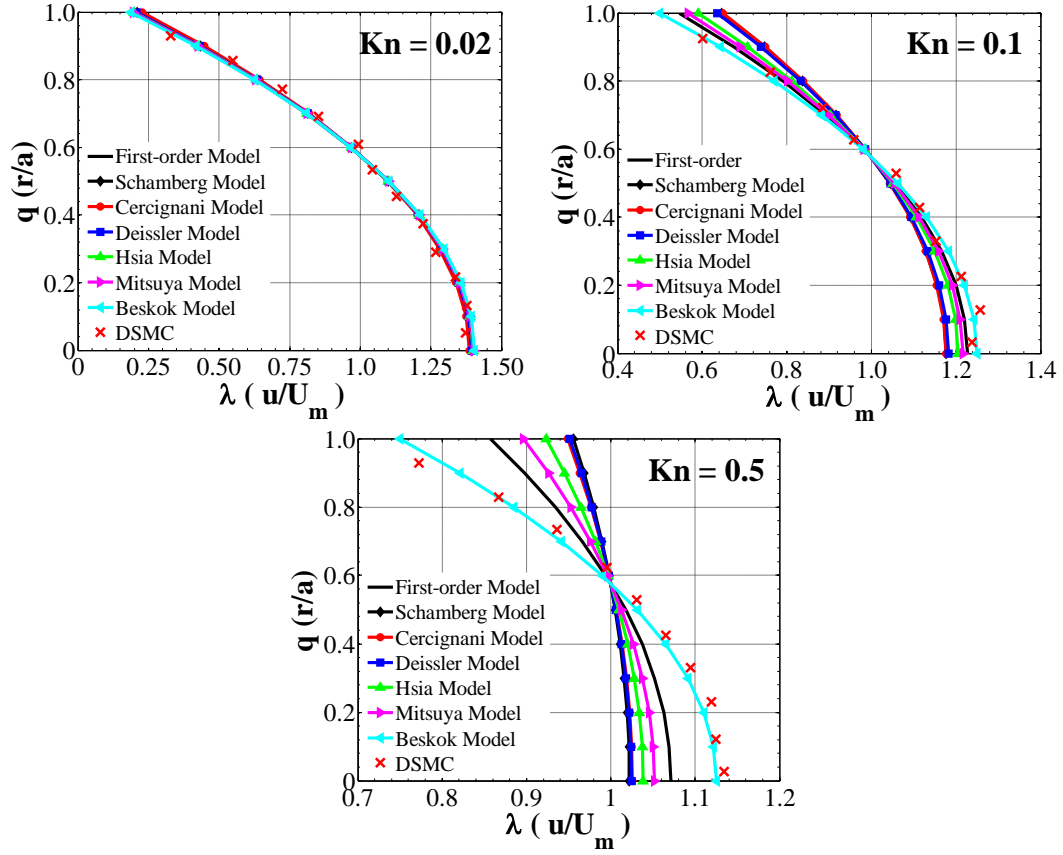 Kn = 0.02
q (r/a)
1.0
0.8
0.6
0.4
0.2
0
First-order Model
Schamberg Model
Cercignani Model
Deissler Model
Hsia Model
Mitsuya Model
Beskok Model
DSMC
0 0.25 0.50 0.75 1.00 1.25 1.50
λ ( u/U_m )
Kn = 0.1
q (r/a)
1.0
0.8
0.6
0.4
0.2
0
First-order
Schamberg Model
Cercignani Model
Deissler Model
Hsia Model
Mitsuya Model
Beskok Model
DSMC
0.4 0.6 0.8 1.0 1.2 1.4
λ ( u/U_m )
Kn = 0.5
q (r/a)
1.0
0.8
0.6
0.4
0.2
0
First-order Model
Schamberg Model
Cercignani Model
Deissler Model
Hsia Model
Mitsuya Model
Beskok Model
DSMC
0.7 0.8 0.9 1 1.1 1.2
λ ( u/U_m )